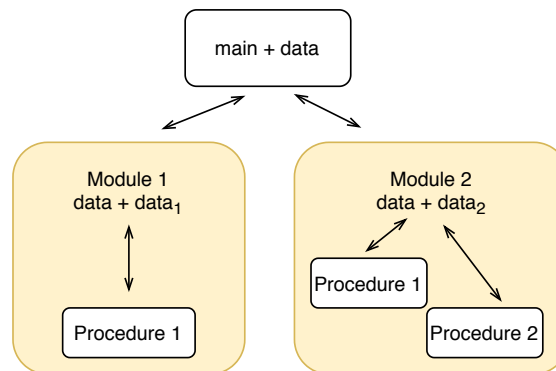 main + data
Module 1
data + data₁
Procedure 1
Module 2
data + data₂
Procedure 1
Procedure 2